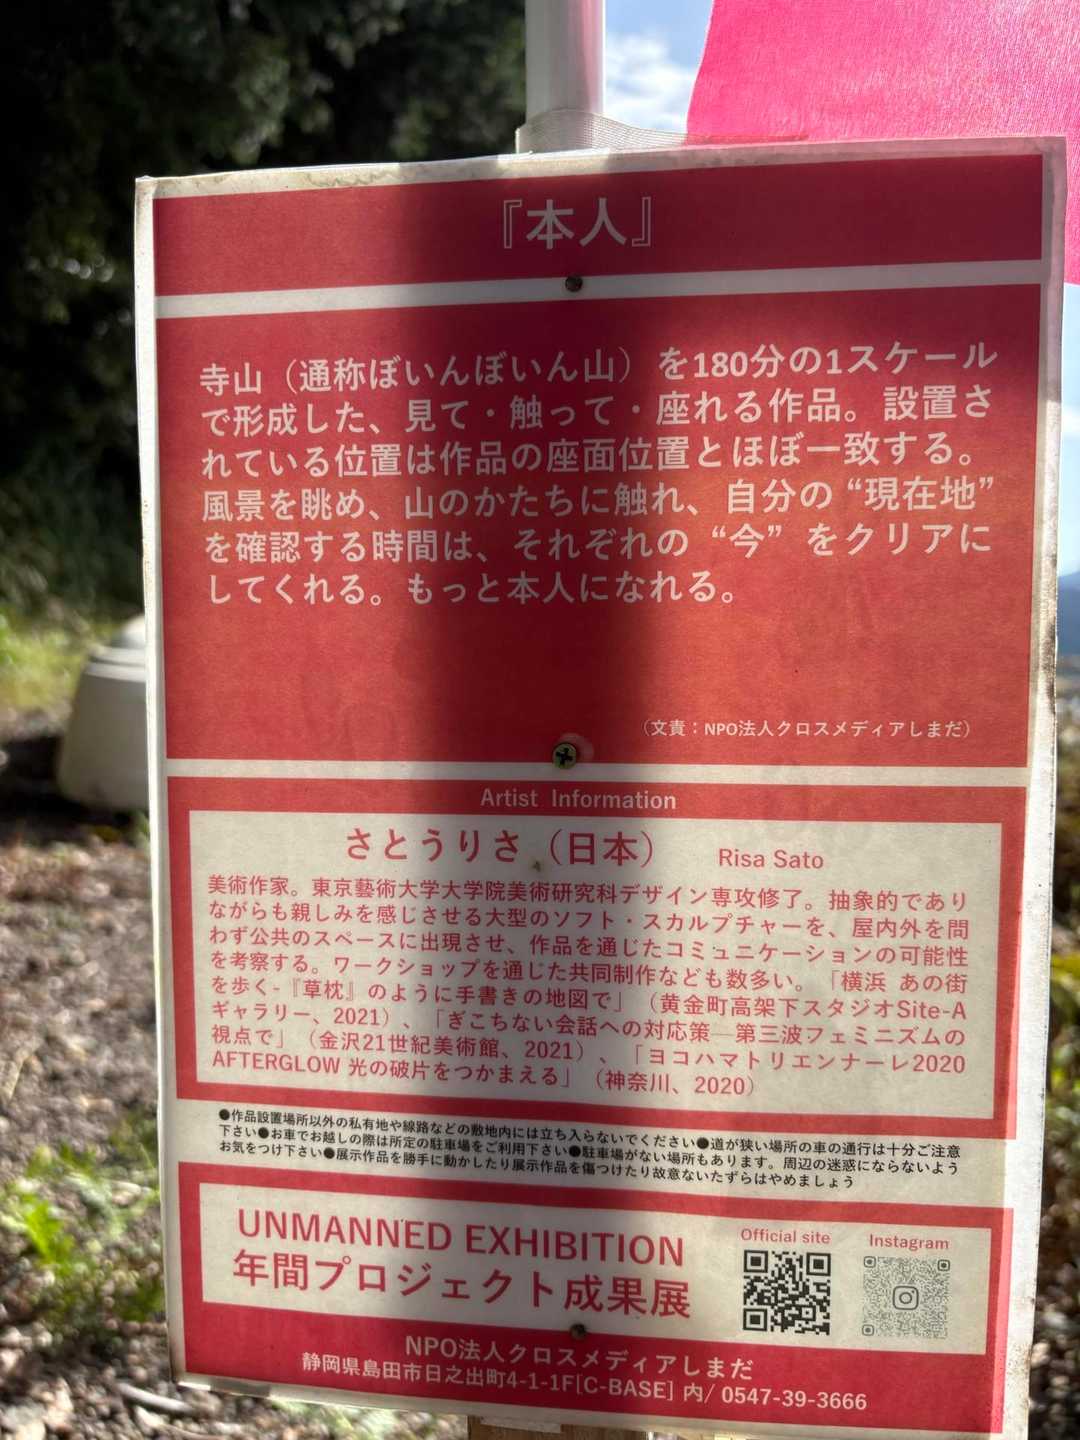 『本人』
寺山（通称ぼいんぼいん山）を180分の1スケール
で形成した、見て・触って・座れる作品。設置さ
れている位置は作品の座面位置とほぼ一致する。
風景を眺め、山のかたちに触れ、自分の“現在地”
を確認する時間は、それぞれの“今”をクリアに
してくれる。もっと本人になれる。
（文責：NPO法人クロスメディアしまだ）
Artist Information
さとうりさ（日本） Risa Sato
美術作家。東京藝術大学大学院美術研究科デザイン専攻修了。抽象的であり
ながらも親しみを感じさせる大型のソフト・スカルプチャーを、屋内外を問
わず公共のスペースに出現させ、作品を通じたコミュニケーションの可能性
を考察する。ワークショップを通じた共同制作なども数多い。「横浜 あの街
を歩く-『草枕』のように手書きの地図で」（黄金町高架下スタジオSite-A
ギャラリー、2021）、「ぎこちない会話への対応策―第三波フェミニズムの
視点で」（金沢21世紀美術館、2021）、「ヨコハマトリエンナーレ2020
AFTERGLOW 光の破片をつかまえる」（神奈川、2020）
●作品設置場所以外の私有地や線路などの敷地内には立ち入らないでください●道が狭い場所の車の通行は十分ご注意
下さい●お車でお越しの際は所定の駐車場をご利用下さい●駐車場がない場所もあります。周辺の迷惑にならないよう
お気をつけ下さい●展示作品を勝手に動かしたり展示作品を傷つけたり故意ないたずらはやめましょう
UNMANNED EXHIBITION
年間プロジェクト成果展
Official site
Instagram
NPO法人クロスメディアしまだ
静岡県島田市日之出町4-1-1F[C-BASE] 内/ 0547-39-3666